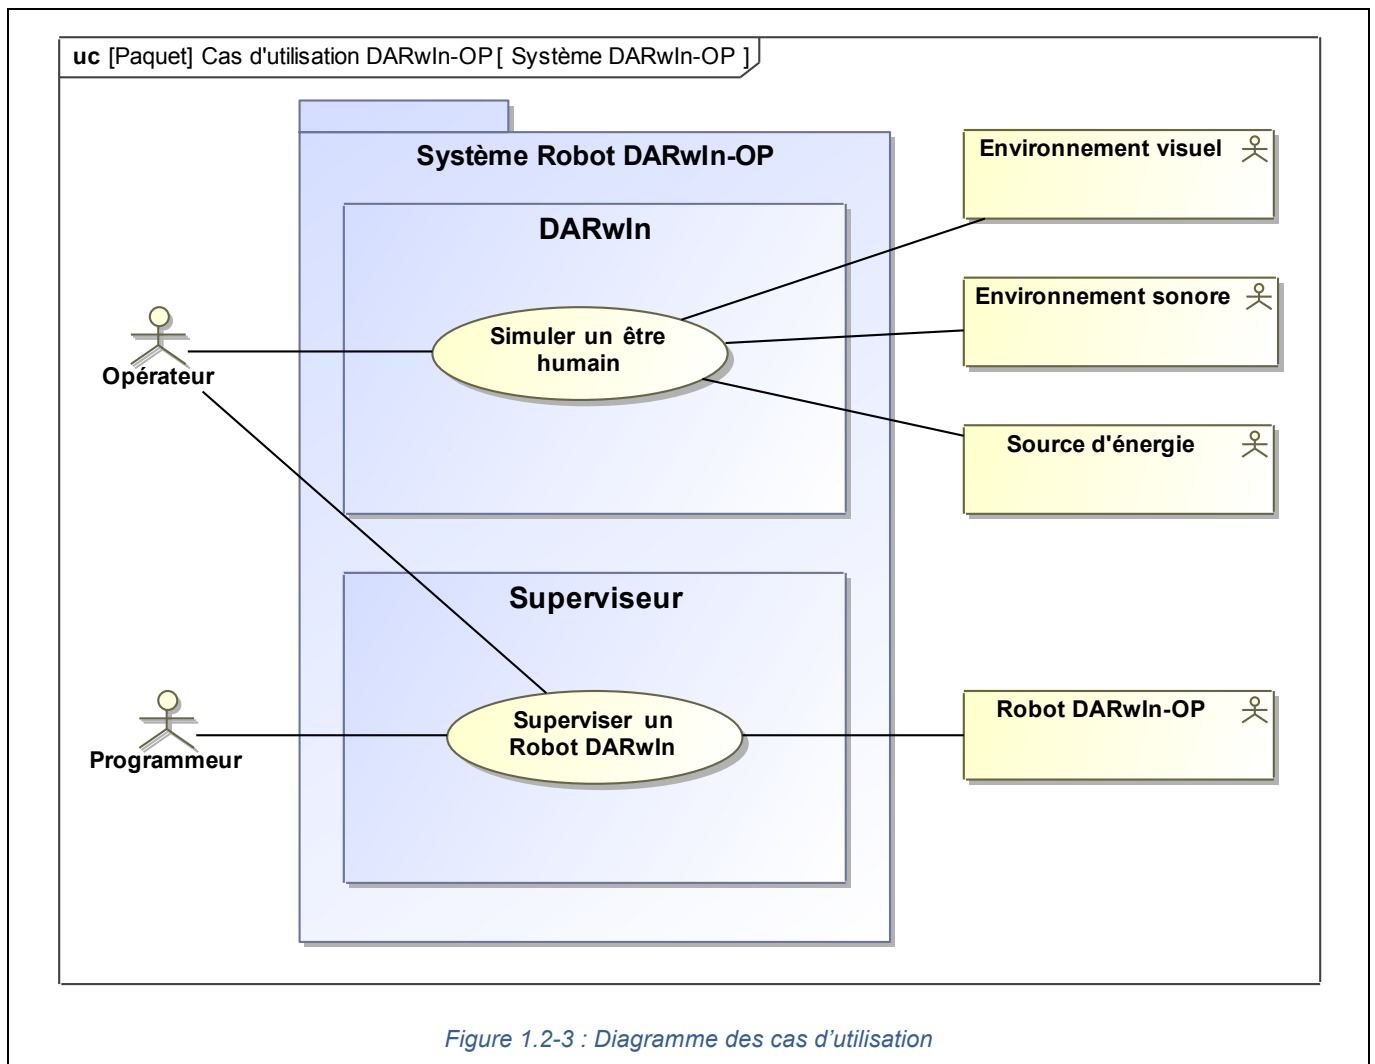 uc [Paquet] Cas d'utilisation DARwIn-OP [ Système DARwIn-OP ]
Système Robot DARwIn-OP
DARwIn
Simuler un être
humain
Opérateur
Environnement visuel
Environnement sonore
Source d'énergie
Superviseur
Superviser un
Robot DARwIn
Programmeur
Robot DARwIn-OP
Figure 1.2-3 : Diagramme des cas d’utilisation